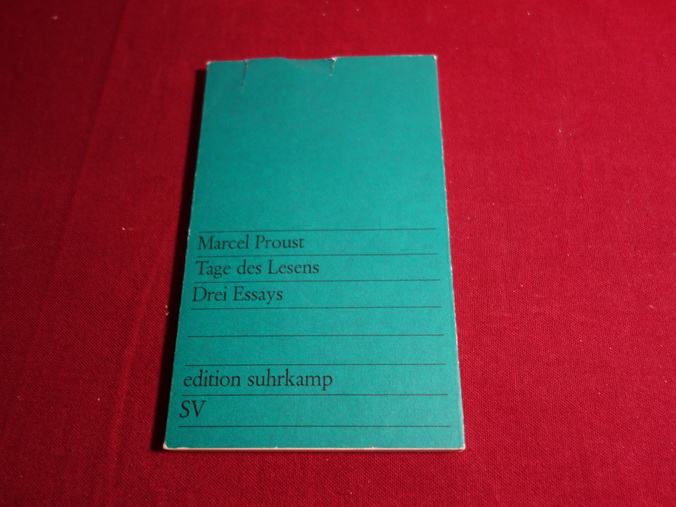 Marcel Proust
Tage des Lesens
Drei Essays
edition suhrkamp
SV